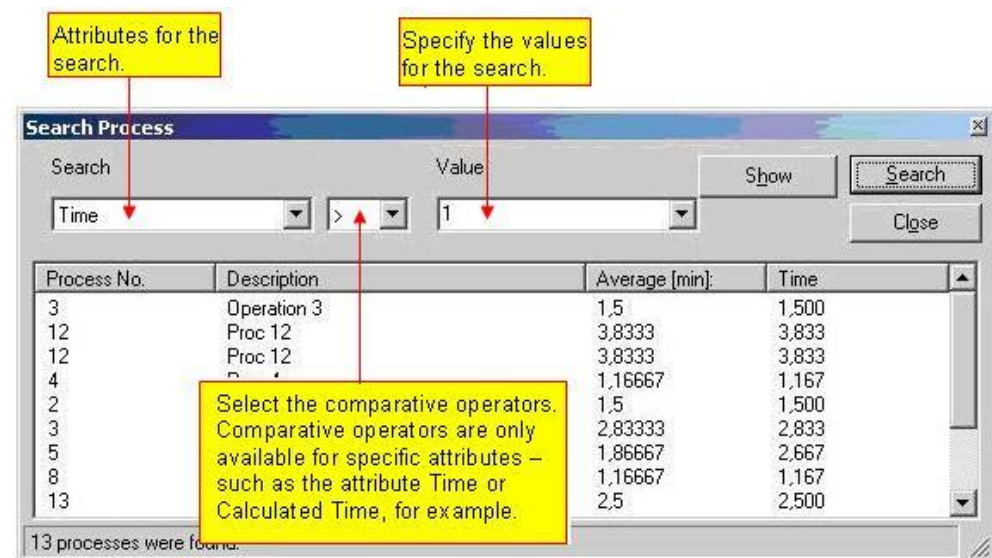 Attributes for the
search.
Specify the values
for the search.
Search Process
Search
Value
Show
Search
Time
>
1
Close
Process No. Description Average [min]: Time
3 Operation 3 1,5 1,500
12 Proc 12 3,8333 3,833
12 Proc 12 3,8333 3,833
4 1,16667 1,167
2 1,5 1,500
3 2,83333 2,833
5 1,86667 2,667
8 1,16667 1,167
13 2,5 2,500
Select the comparative operators.
Comparative operators are only
available for specific attributes –
such as the attribute Time or
Calculated Time, for example.
13 processes were found.